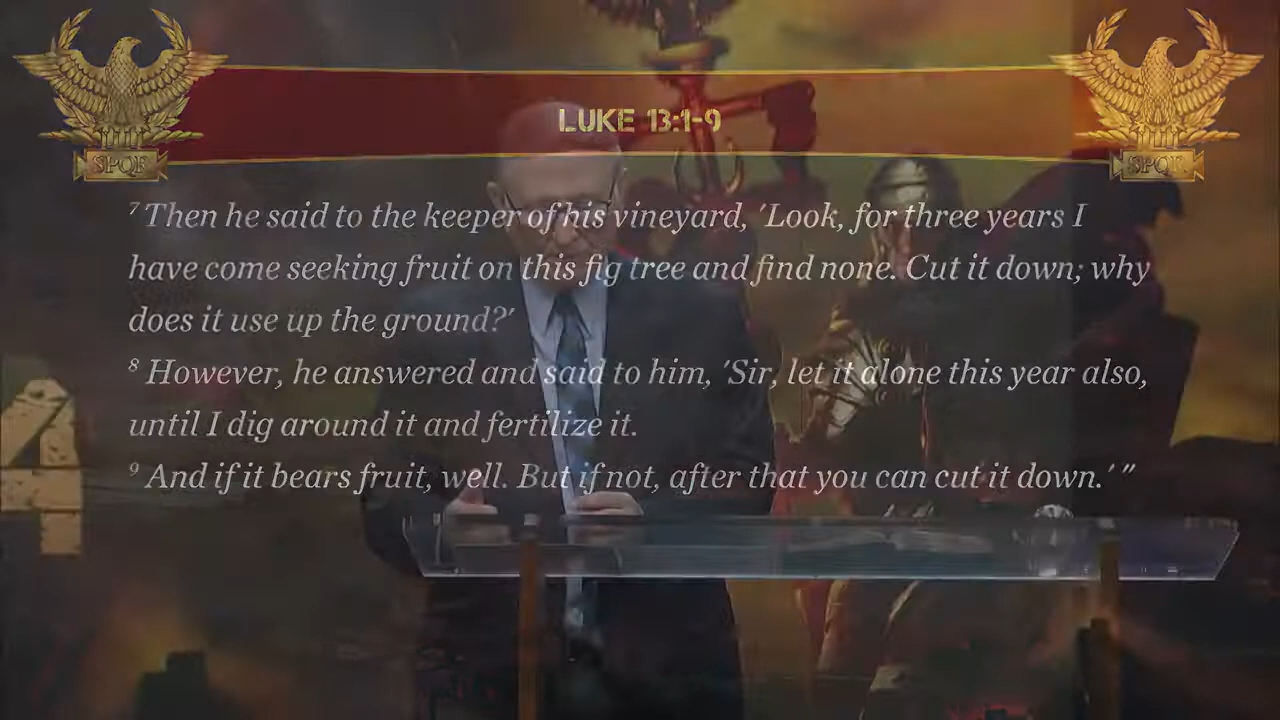 LUKE 13:1-9
SPQR
SPQR
⁷ Then he said to the keeper of his vineyard, 'Look, for three years I
have come seeking fruit on this fig tree and find none. Cut it down; why
does it use up the ground?'
⁸ However, he answered and said to him, 'Sir, let it alone this year also,
until I dig around it and fertilize it.
⁹ And if it bears fruit, well. But if not, after that you can cut it down.' "
4